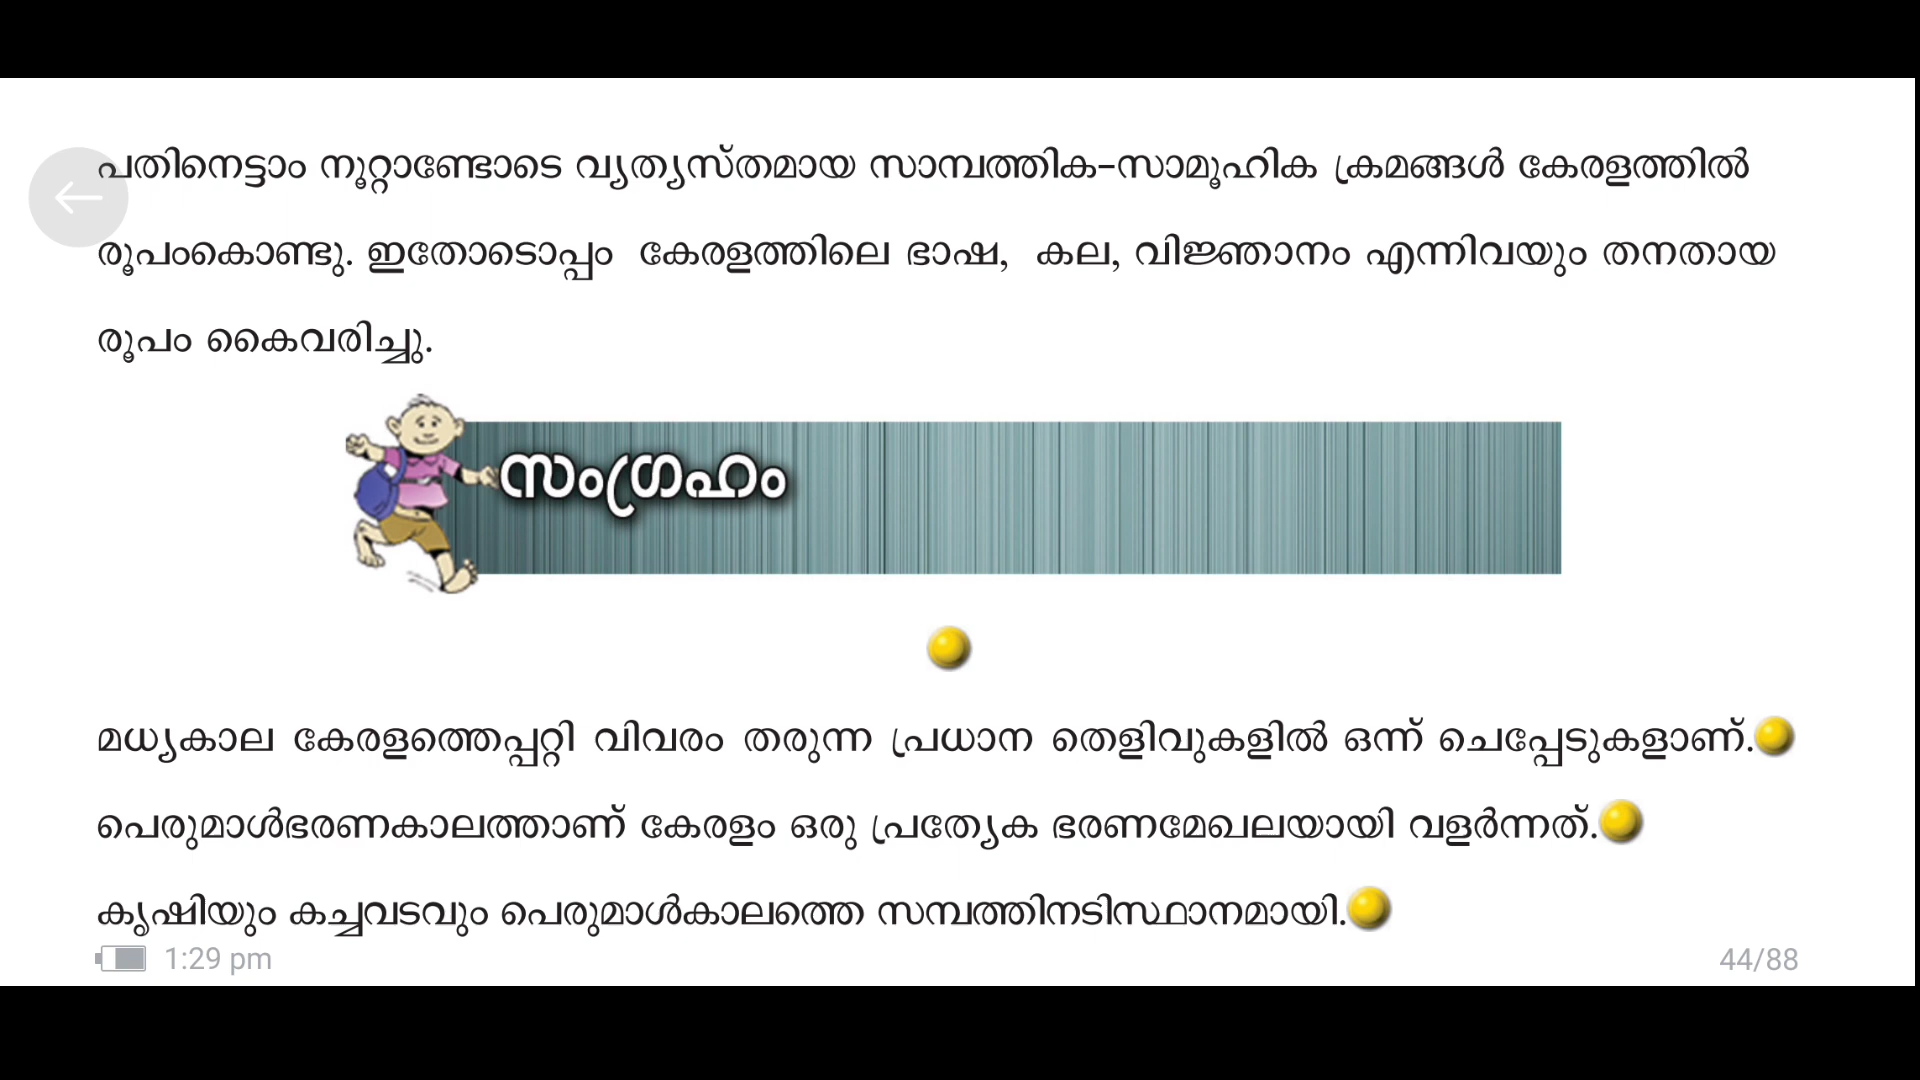 പതിനെട്ടാം നൂറ്റാണ്ടോടെ വ്യത്യസ്തമായ സാമ്പത്തിക-സാമൂഹിക ക്രമങ്ങൾ കേരളത്തിൽ
രൂപംകൊണ്ടു. ഇതോടൊപ്പം കേരളത്തിലെ ഭാഷ, കല, വിജ്ഞാനം എന്നിവയും തനതായ
രൂപം കൈവരിച്ചു.
സംഗ്രഹം
മധ്യകാല കേരളത്തെപ്പറ്റി വിവരം തരുന്ന പ്രധാന തെളിവുകളിൽ ഒന്ന് ചെപ്പേടുകളാണ്.
പെരുമാൾഭരണകാലത്താണ് കേരളം ഒരു പ്രത്യേക ഭരണമേഖലയായി വളർന്നത്.
കൃഷിയും കച്ചവടവും പെരുമാൾകാലത്തെ സമ്പത്തിനടിസ്ഥാനമായി.
1:29 pm 44/88